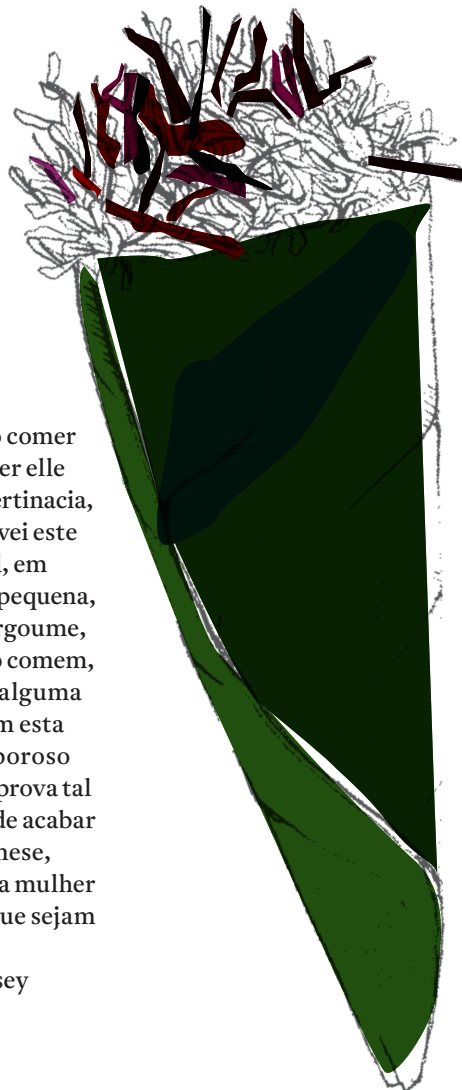 o comer
er elle
ertinacia,
vei este
l, em
pequena,
rgoume,
o comem,
alguma
m esta
poroso
prova tal
de acabar
nese,
a mulher
que sejam
sey